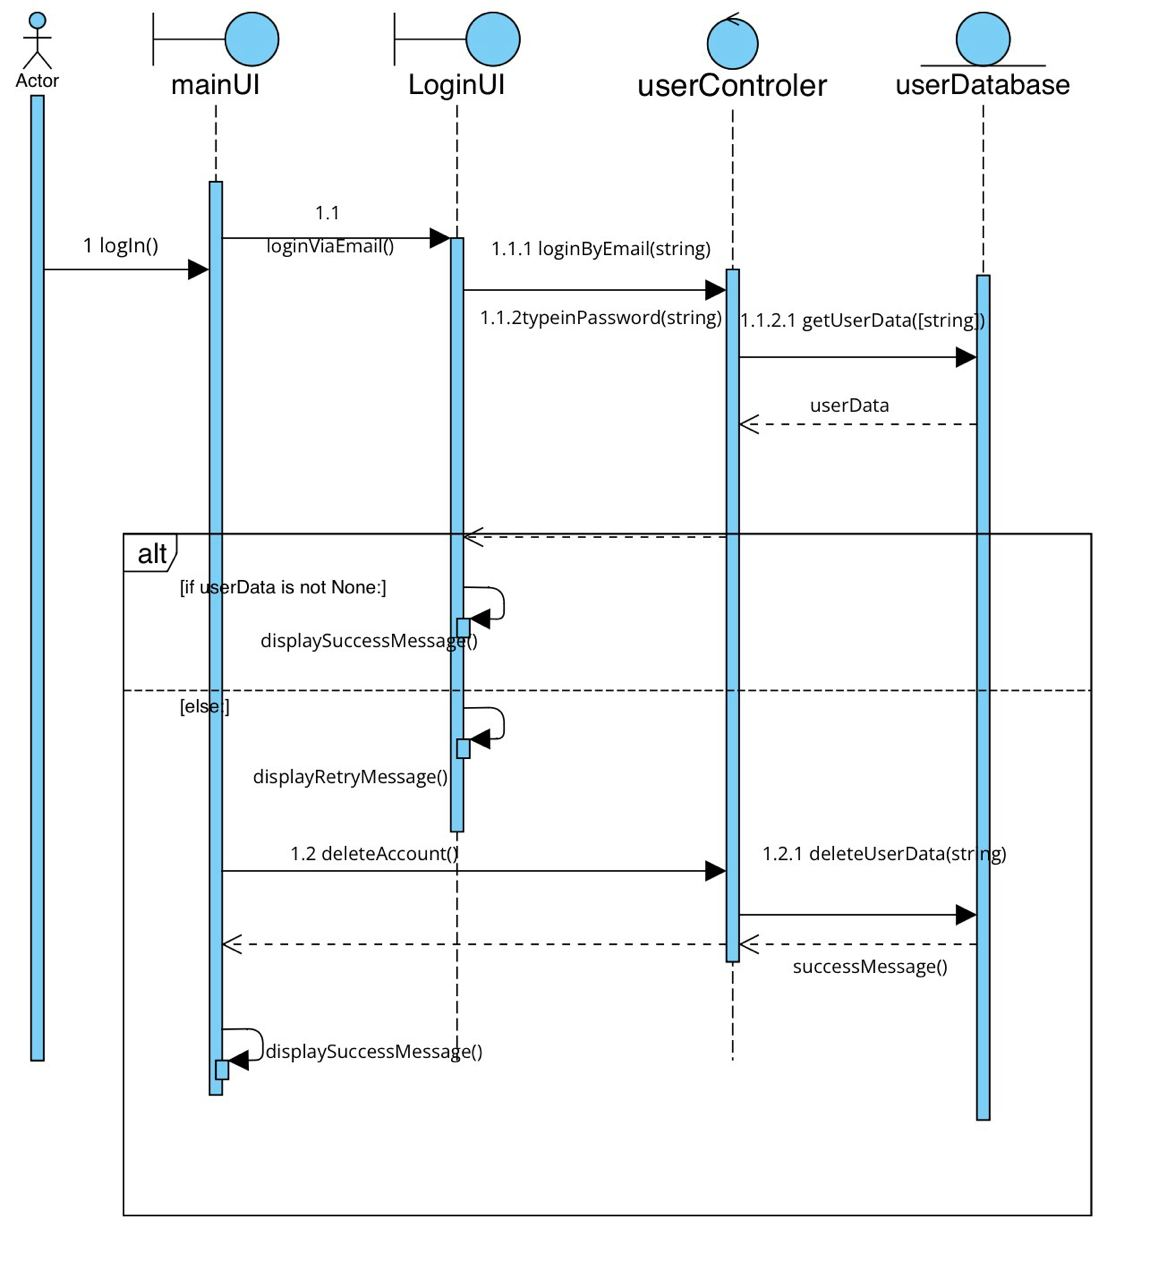 Actor
mainUI
LoginUI
userControler
userDatabase
1.1
loginViaEmail()
1 logIn()
1.1.1 loginByEmail(string)
1.1.2typeinPassword(string)
1.1.2.1 getUserData([string])
userData
alt
[if userData is not None:]
displaySuccessMessage()
[else:]
displayRetryMessage()
1.2 deleteAccount()
1.2.1 deleteUserData(string)
successMessage()
displaySuccessMessage()